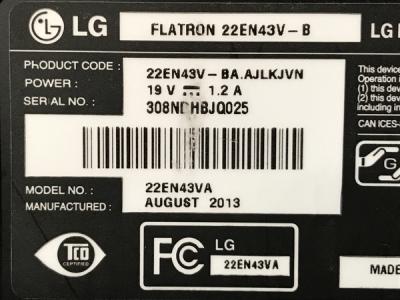 LG FLATRON 22EN43V-B LG
PRODUCT CODE : 22EN43V-BA.AJLKJVN
POWER : 19 V ⎓ 1.2 A
SERIAL NO. :
MODEL NO. : 22EN43VA
MANUFACTURED : AUGUST 2013
TCO
CERTIFIED
FC LG
22EN43VA
This device
Operation i
(1) this dev
(2) this dev
including in
CAN ICES-
G
MADE